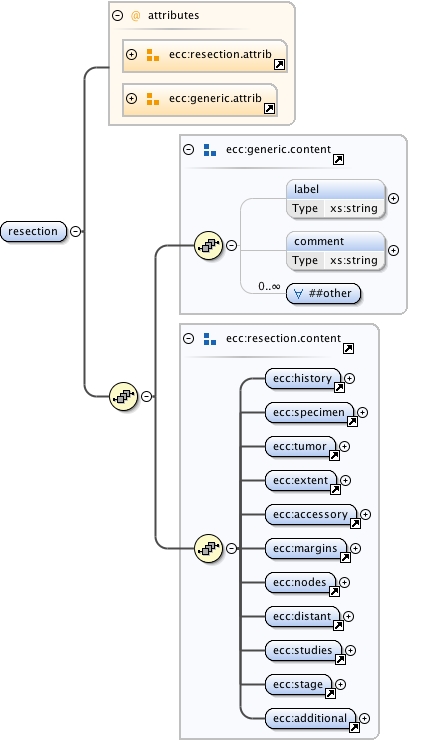 @ attributes
ecc:resection.attrib
ecc:generic.attrib
ecc:generic.content
label
Type xs:string
resection
comment
Type xs:string
0..∞
∀ ##other
ecc:resection.content
ecc:history
ecc:specimen
ecc:tumor
ecc:extent
ecc:accessory
ecc:margins
ecc:nodes
ecc:distant
ecc:studies
ecc:stage
ecc:additional